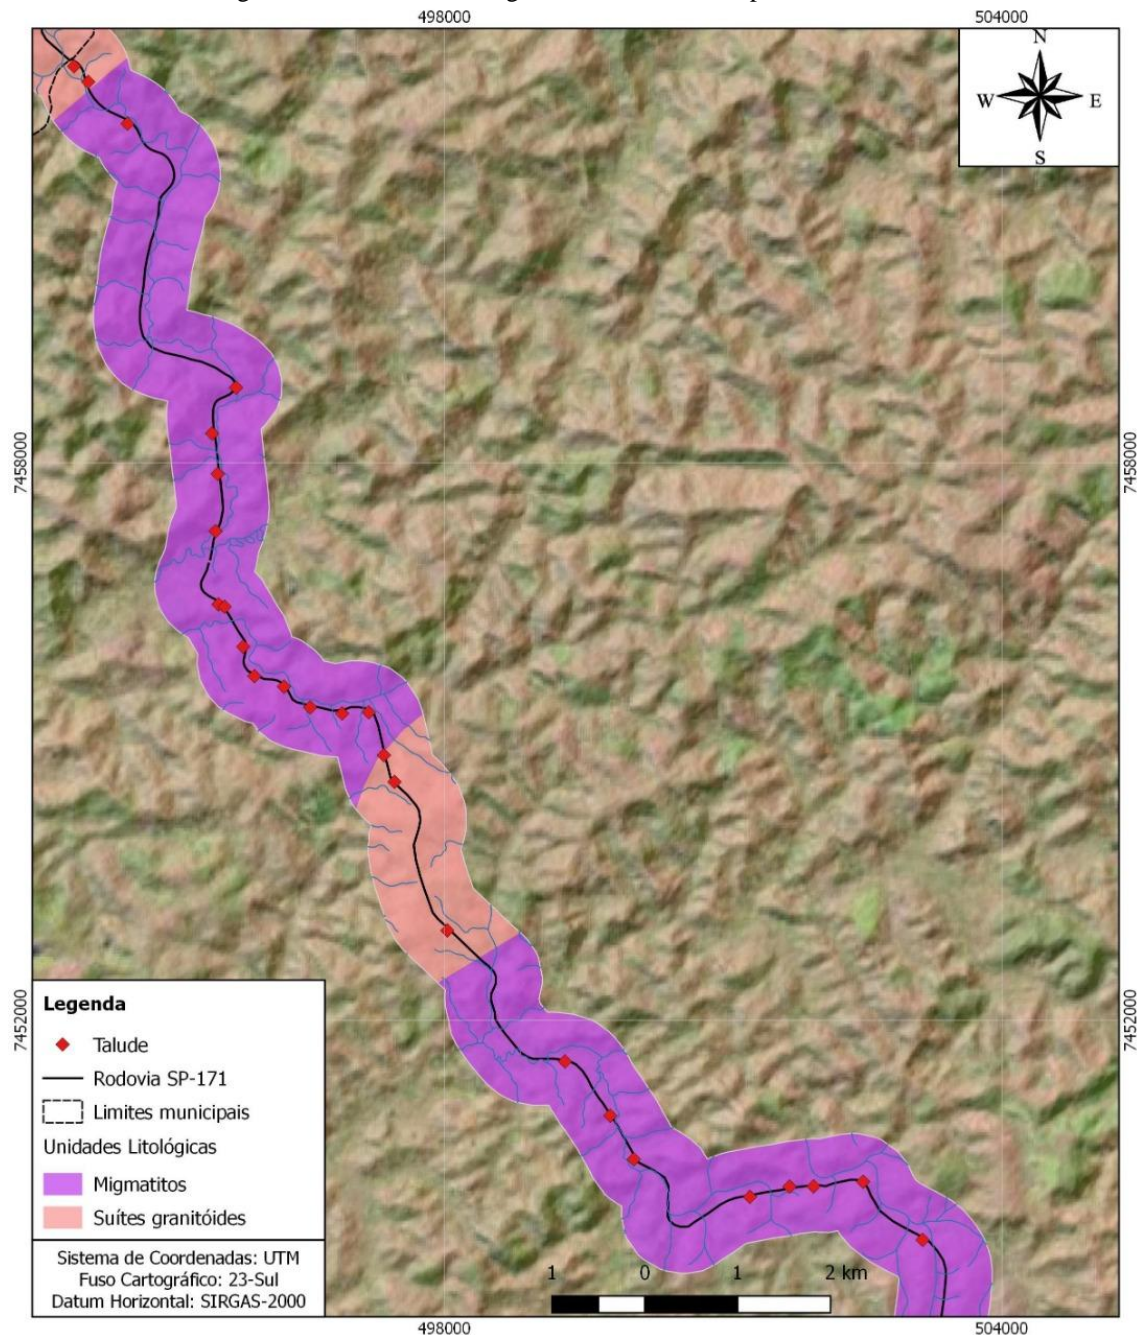 498000
504000
N
W
E
S
7458000
7458000
7452000
7452000
Legenda
Talude
Rodovia SP-171
Limites municipais
Unidades Litológicas
Migmatitos
Suítes granitóides
Sistema de Coordenadas: UTM
Fuso Cartográfico: 23-Sul
Datum Horizontal: SIRGAS-2000
1 0 1 2 km
498000
504000